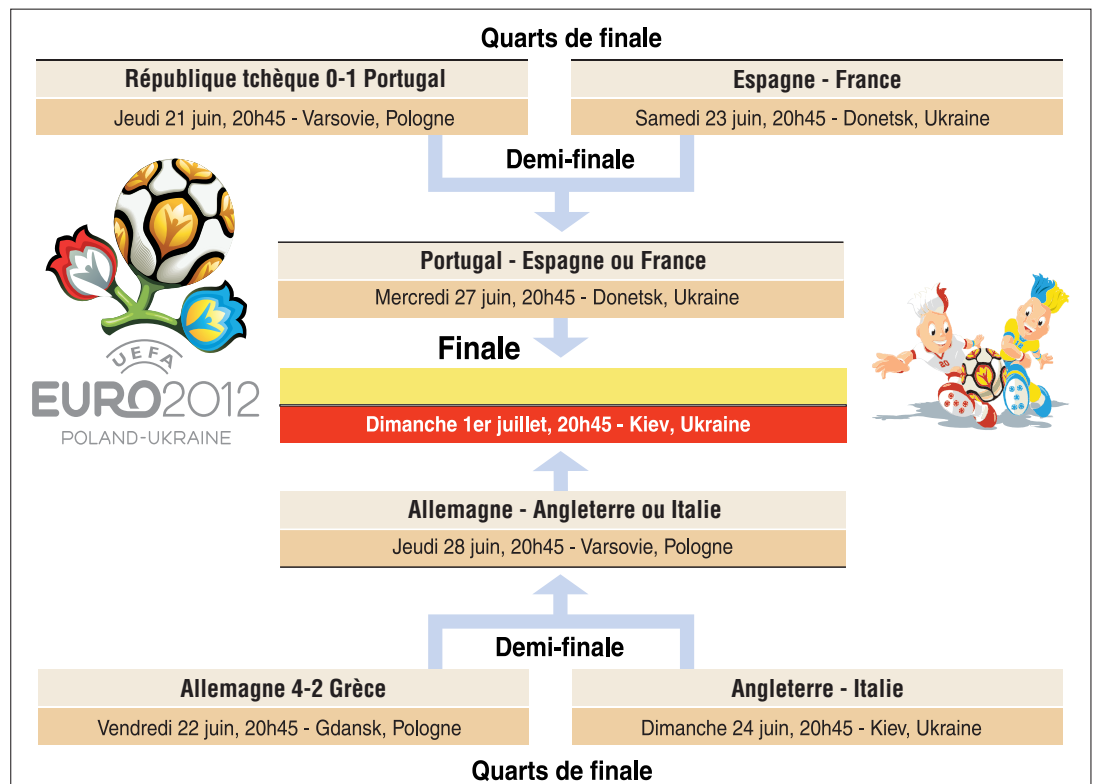 Quarts de finale
République tchèque 0-1 Portugal
Jeudi 21 juin, 20h45 - Varsovie, Pologne
Espagne - France
Samedi 23 juin, 20h45 - Donetsk, Ukraine
Demi-finale
Portugal - Espagne ou France
Mercredi 27 juin, 20h45 - Donetsk, Ukraine
UEFA
EURO2012
POLAND-UKRAINE
Finale
Dimanche 1er juillet, 20h45 - Kiev, Ukraine
20
Allemagne - Angleterre ou Italie
Jeudi 28 juin, 20h45 - Varsovie, Pologne
Demi-finale
Allemagne 4-2 Grèce
Vendredi 22 juin, 20h45 - Gdansk, Pologne
Angleterre - Italie
Dimanche 24 juin, 20h45 - Kiev, Ukraine
Quarts de finale